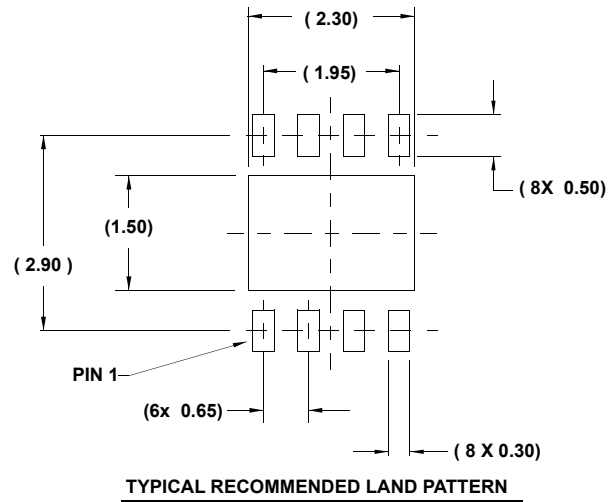 ( 2.30)
( 1.95)
( 8X  0.50)
(1.50)
( 2.90 )
PIN 1
(6x  0.65)
( 8 X 0.30)
TYPICAL RECOMMENDED LAND PATTERN